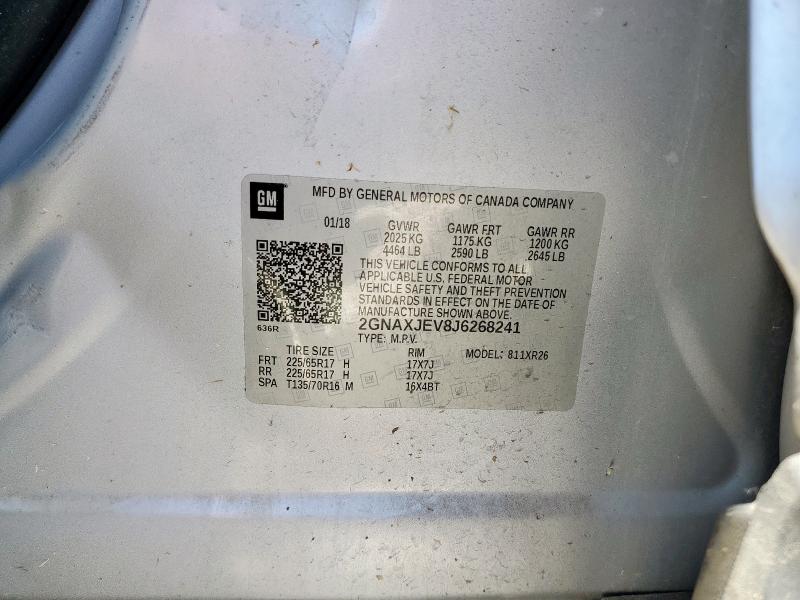 GM
MFD BY GENERAL MOTORS OF CANADA COMPANY
01/18 GVWR GAWR FRT GAWR RR
2025 KG 1175 KG 1200 KG
4464 LB 2590 LB 2645 LB
THIS VEHICLE CONFORMS TO ALL
APPLICABLE U.S. FEDERAL MOTOR
VEHICLE SAFETY AND THEFT PREVENTION
STANDARDS IN EFFECT ON THE DATE OF
MANUFACTURE SHOWN ABOVE.
636R 2GNAXJEV8J6268241
TYPE: M.P.V.
TIRE SIZE RIM MODEL: 811XR26
FRT 225/65R17 H 17X7J
RR 225/65R17 H 17X7J
SPA T135/70R16 M 16X4BT